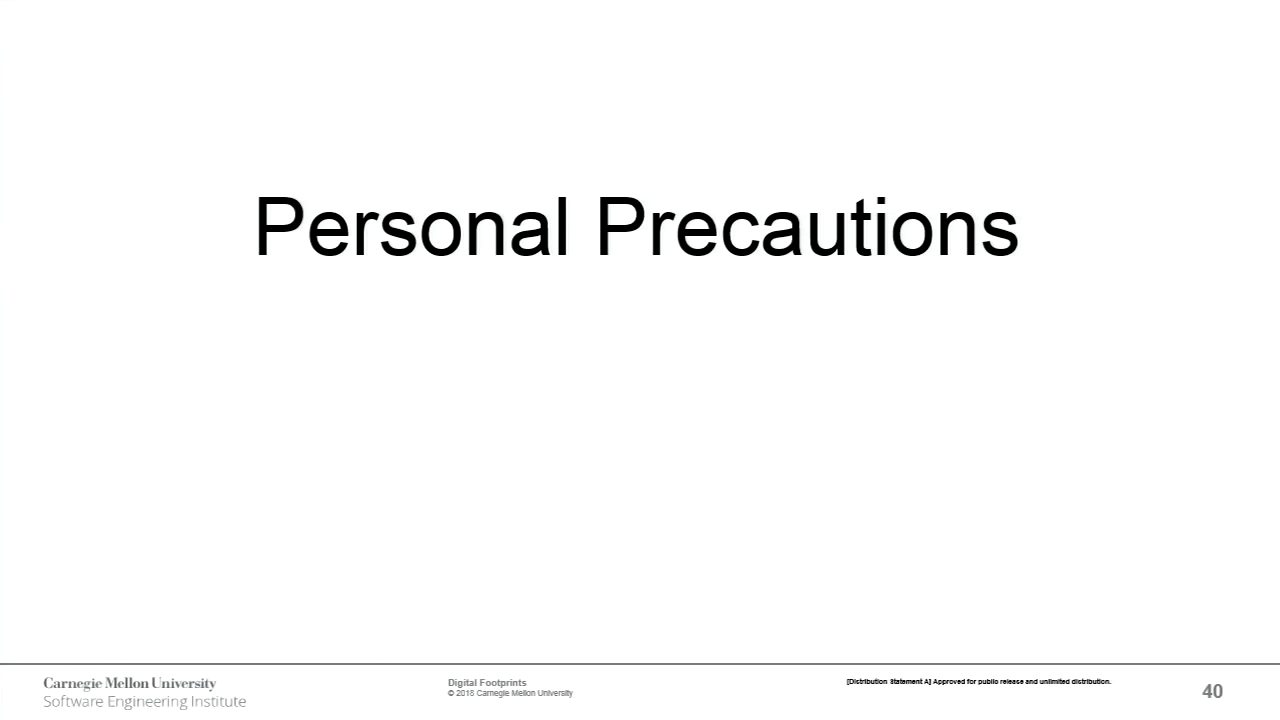 Personal Precautions
Carnegie Mellon University
Software Engineering Institute
Digital Footprints
© 2018 Carnegie Mellon University
[Distribution Statement A] Approved for public release and unlimited distribution.
40